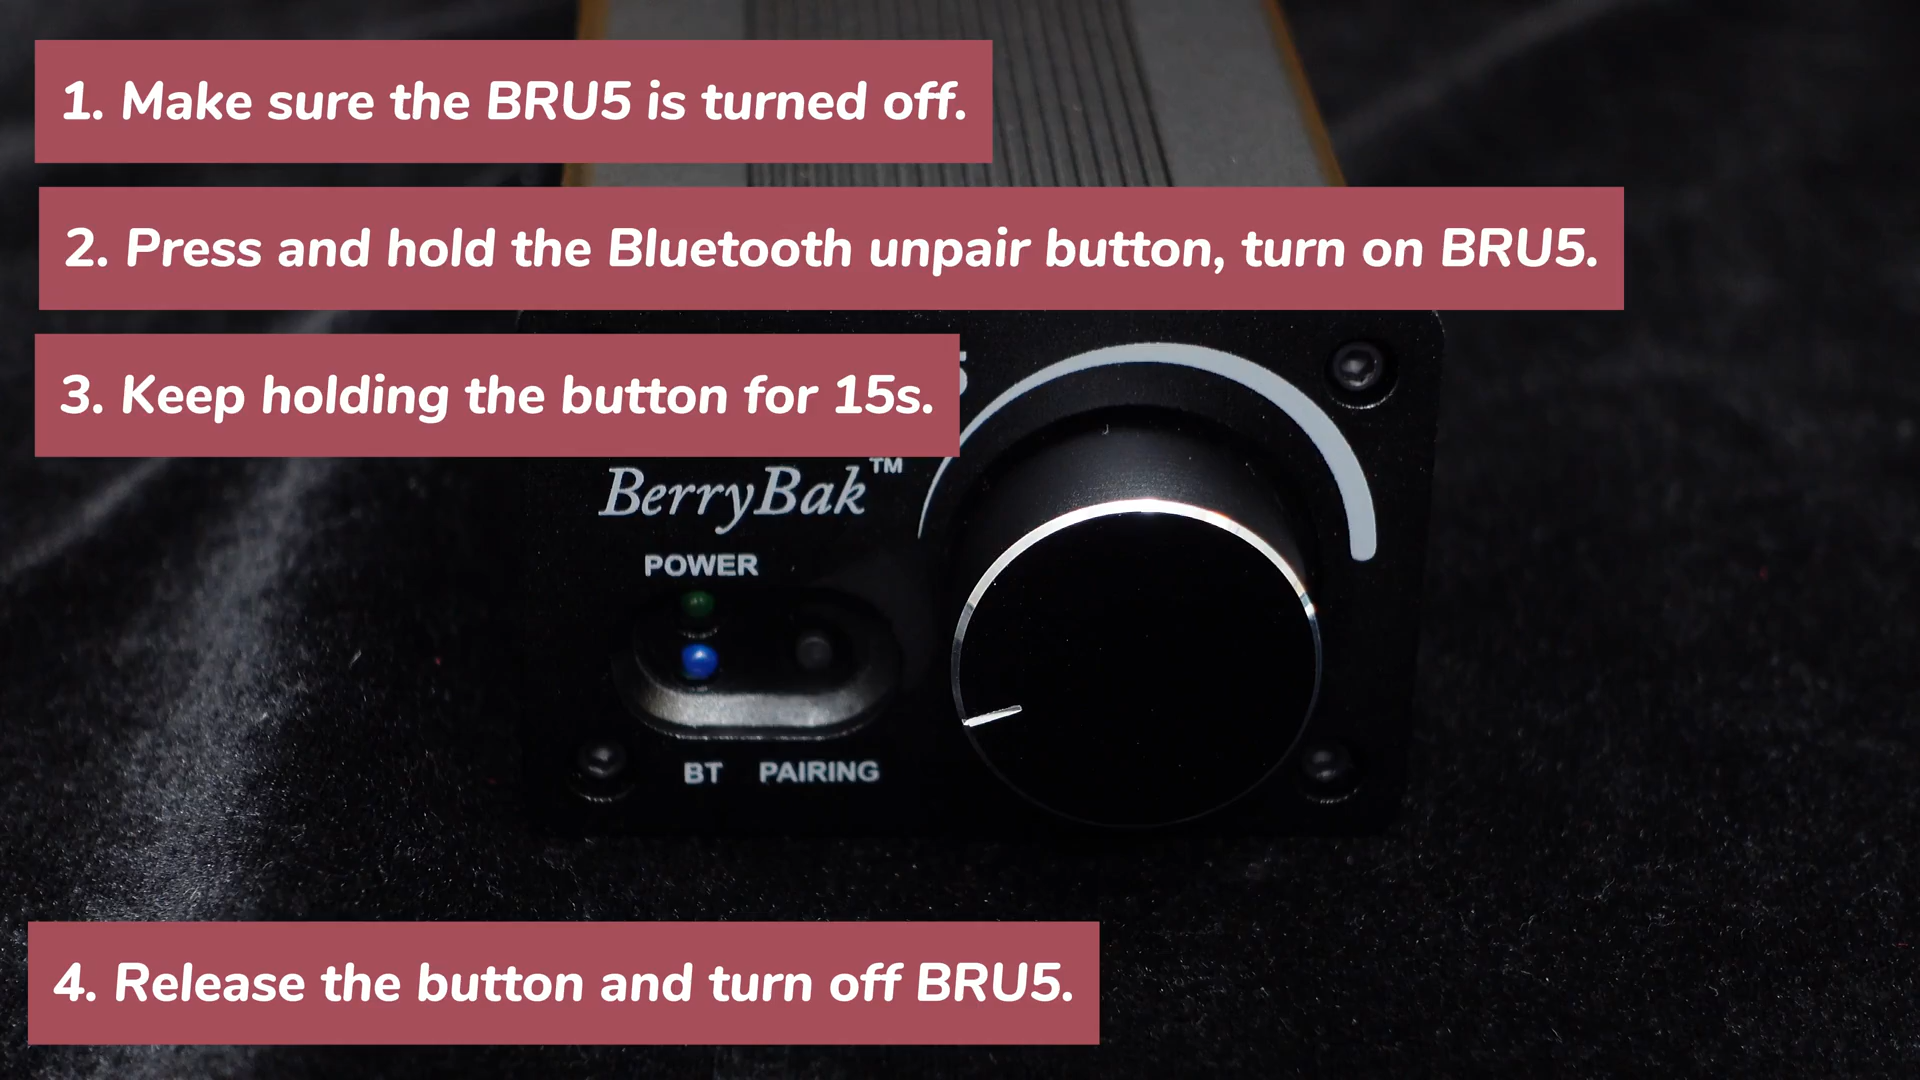 1. Make sure the BRU5 is turned off.
2. Press and hold the Bluetooth unpair button, turn on BRU5.
3. Keep holding the button for 15s.
BerryBak™
POWER
BT PAIRING
4. Release the button and turn off BRU5.